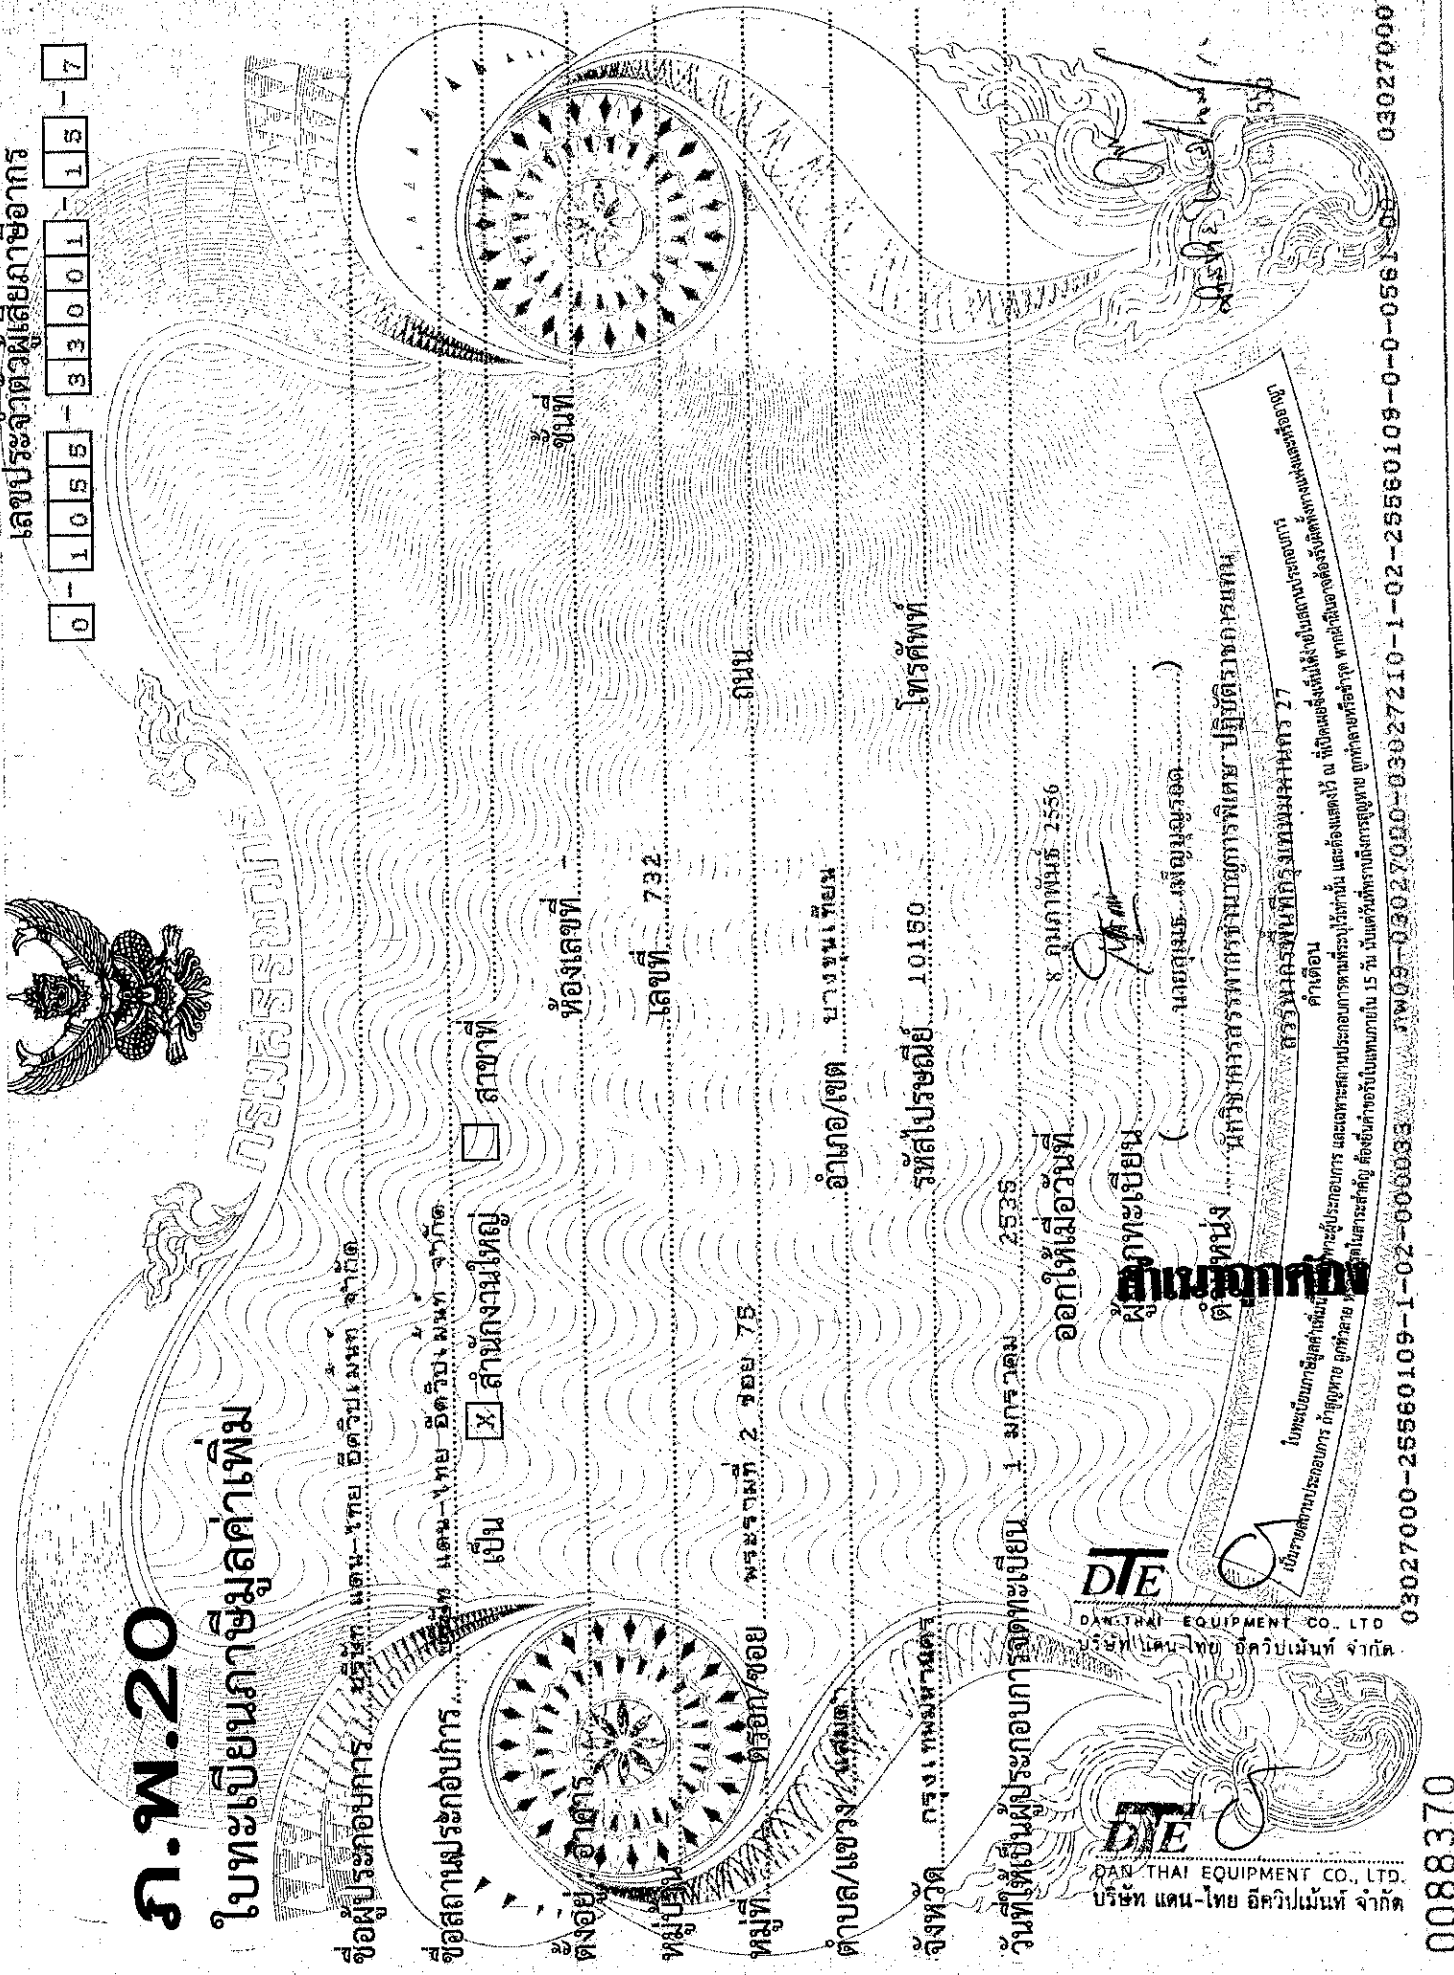 เลขประจำตัวผู้เสียภาษีอากร
0-1055-33001-15-7
ภ.พ.20
ใบทะเบียนภาษีมูลค่าเพิ่ม
กรมสรรพากร
ชื่อผู้ประกอบการ บริษัท แดน-ไทย อีควิปเมนท์ จำกัด
ชื่อสถานประกอบการ บริษัท แดน-ไทย อีควิปเมนท์ จำกัด
เป็น X สำนักงานใหญ่ สาขาที่
ตั้งอยู่ อาคาร ห้องเลขที่ - ชั้นที่
หมู่บ้าน เลขที่ 732
หมู่ที่ ตรอก/ซอย พระรามที่ 2 ซอย 75 ถนน -
ตำบล/แขวง แสมดำ อำเภอ/เขต บางขุนเทียน
จังหวัด กรุงเทพมหานคร รหัสไปรษณีย์ 10150 โทรศัพท์
วันที่ให้เป็นผู้ประกอบการจดทะเบียน 1 มกราคม 2535
ออกให้เมื่อวันที่ 8 กุมภาพันธ์ 2556
ผู้ถูกทะเบียน
( นายสุเมธ เพ็ญบุญรอด )
ตำแหน่ง นักวิชาการสรรพากรชำนาญการพิเศษ ปฏิบัติราชการแทน
สำเนาถูกต้อง
สรรพากรพื้นที่กรุงเทพมหานคร 27
คำเตือน
DTE
DAN-THAI EQUIPMENT CO., LTD
บริษัท แดน-ไทย อีควิปเม้นท์ จำกัด
DTE
DAN THAI EQUIPMENT CO., LTD.
บริษัท แดน-ไทย อีควิปเม้นท์ จำกัด
03027000-25560109-1-02-000033
0088370